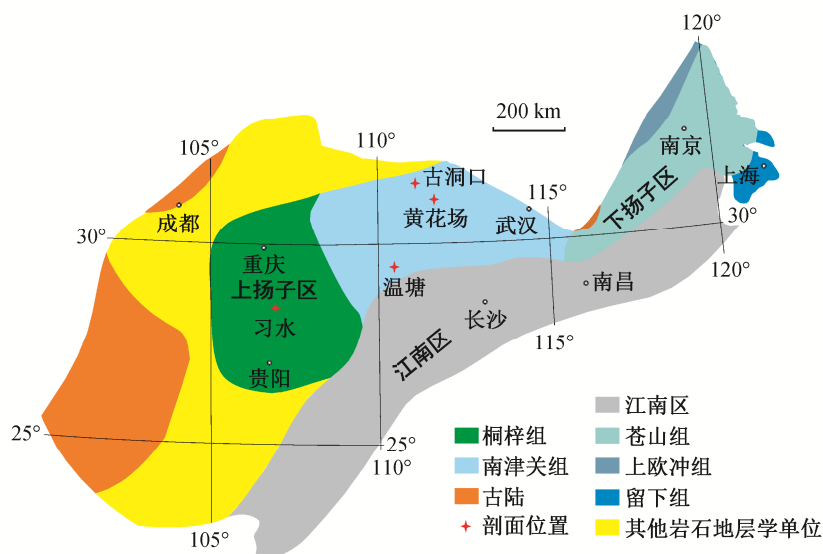 120°
200 km
105°
110°
南京
古洞口
上海
成都
黄花场
115°
武汉
下扬子区
30°
30°
重庆
120°
上扬子区
温塘
南昌
习水
长沙
115°
贵阳
江南区
25°
25°
110°
105°
桐梓组
南津关组
古陆
剖面位置
江南区
苍山组
上欧冲组
留下组
其他岩石地层学单位